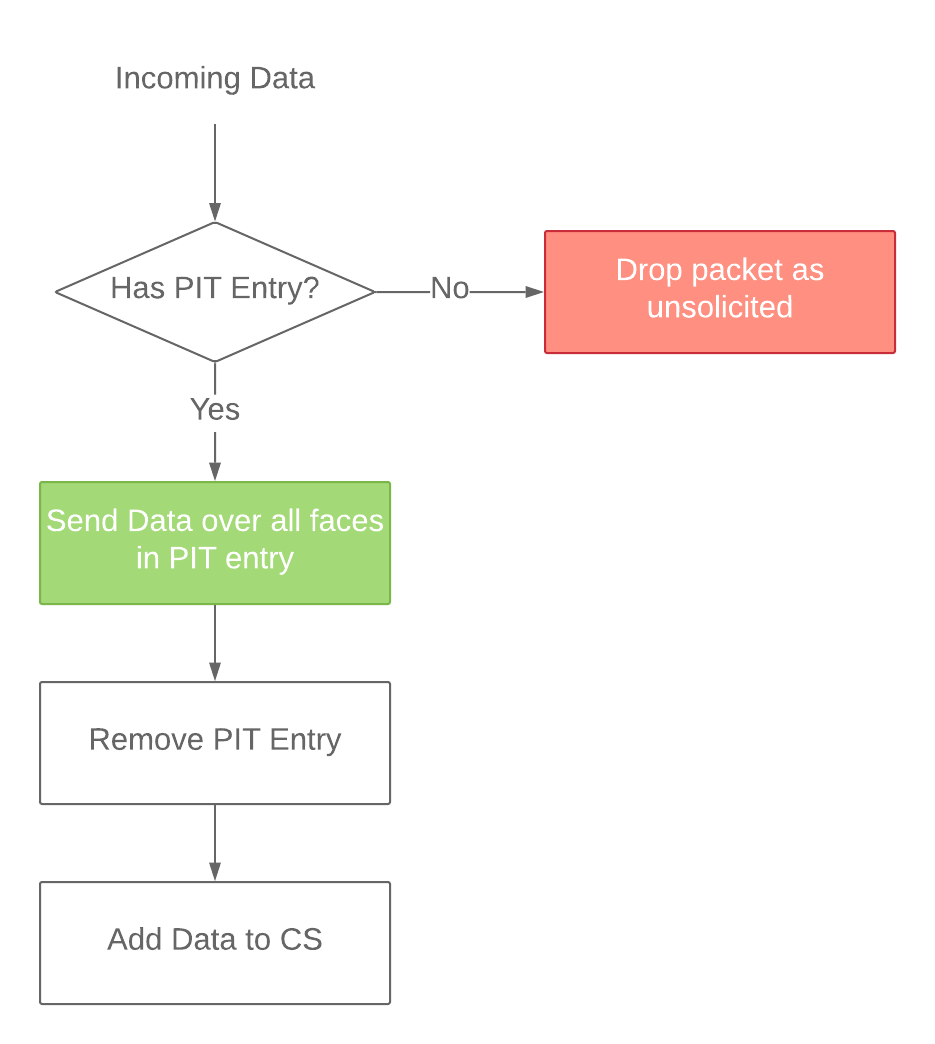 Incoming Data
Has PIT Entry?
No
Drop packet as
unsolicited
Yes
Send Data over all faces
in PIT entry
Remove PIT Entry
Add Data to CS